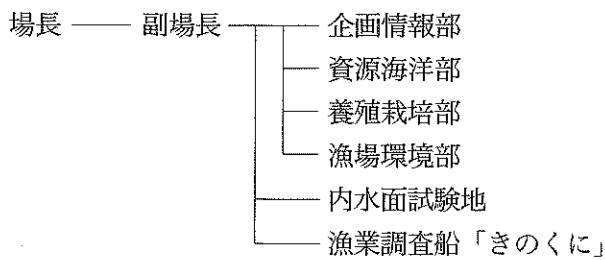 場長 副場長 企画情報部
資源海洋部
養殖栽培部
漁場環境部
内水面試験地
漁業調査船「きのくに」